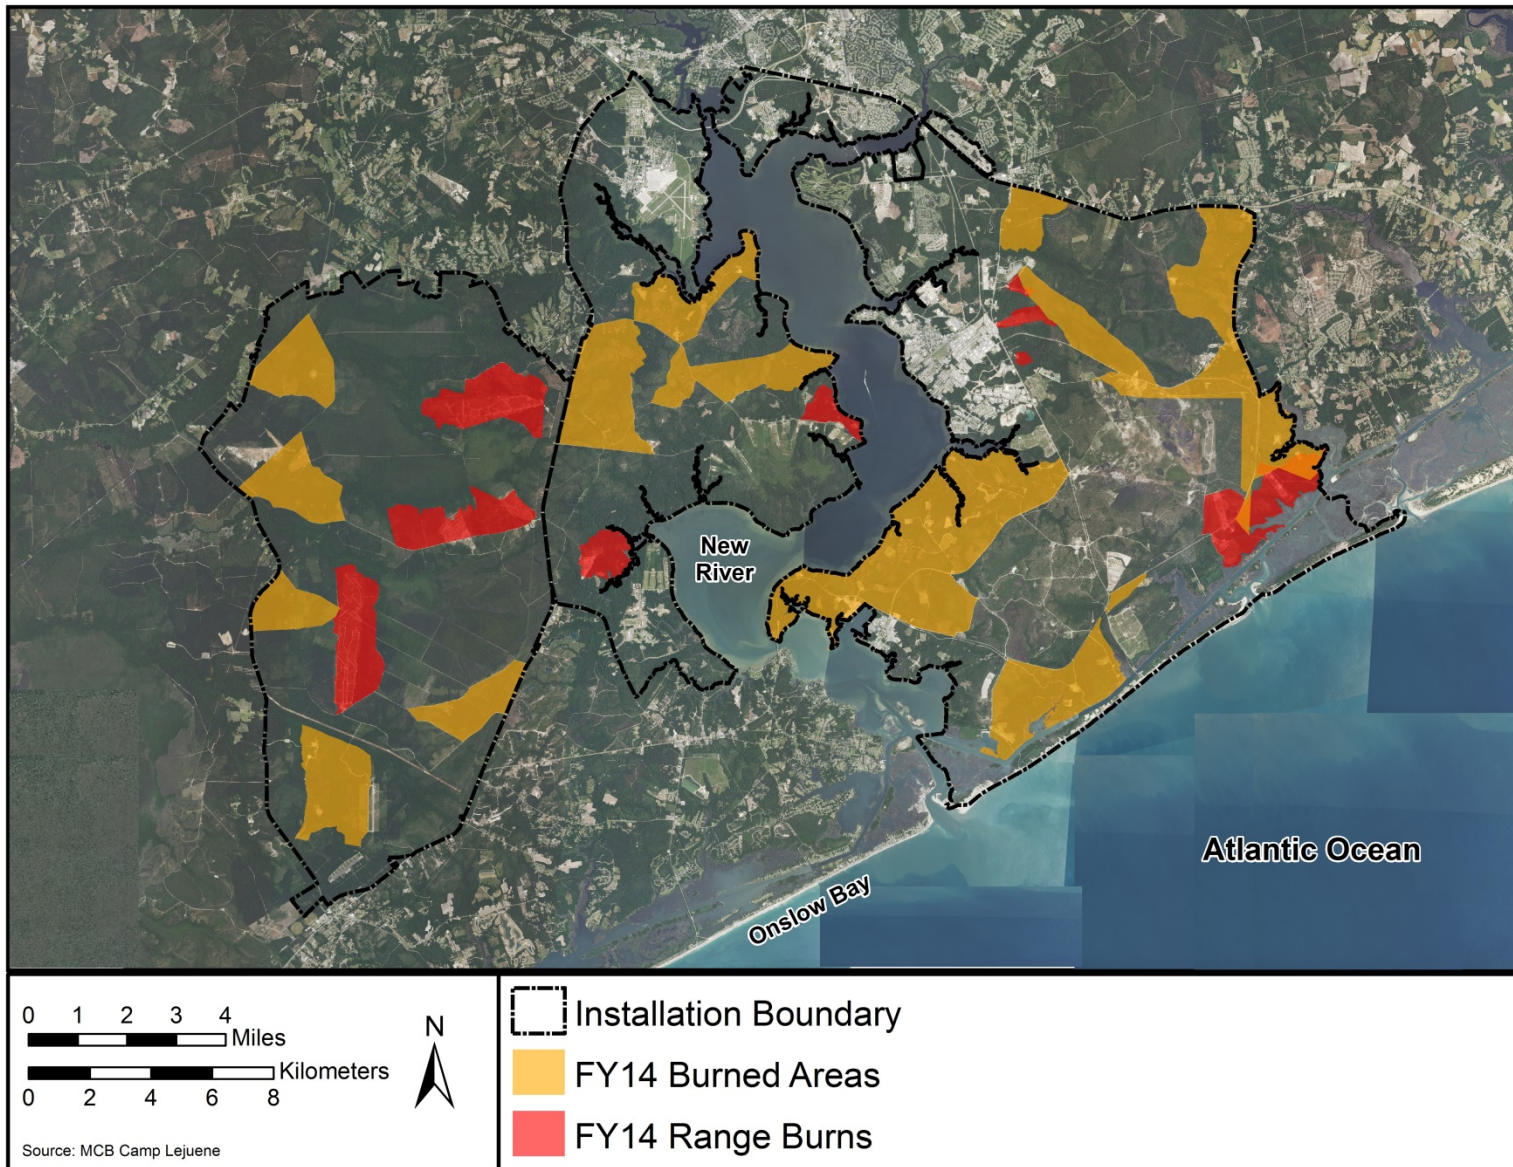 New
River
Atlantic Ocean
Onslow Bay
0 1 2 3 4
Miles
Kilometers
0 2 4 6 8
N
Source: MCB Camp Lejuene
Installation Boundary
FY14 Burned Areas
FY14 Range Burns